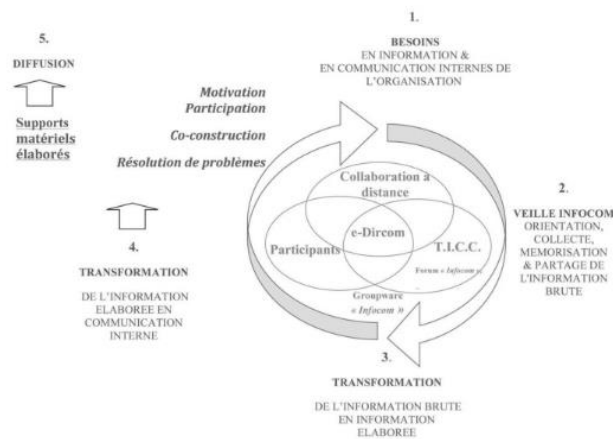 1.
BESOINS
EN INFORMATION &
EN COMMUNICATION INTERNES DE
L'ORGANISATION
5.
DIFFUSION
Supports
matériels
élaborés
Motivation
Participation
Co-construction
Résolution de problèmes
Collaboration a
distance
e-Dircom
Participants
T.I.C.C.
Forum « Infocom »
Groupware
« Infocom »
2.
VEILLE INFOCOM
ORIENTATION,
COLLECTE,
MEMORISATION
& PARTAGE DE
L'INFORMATION
BRUTE
4.
TRANSFORMATION
DE L'INFORMATION
ELABOREE EN
COMMUNICATION
INTERNE
3.
TRANSFORMATION
DE L'INFORMATION BRUTE
EN INFORMATION
ELABOREE